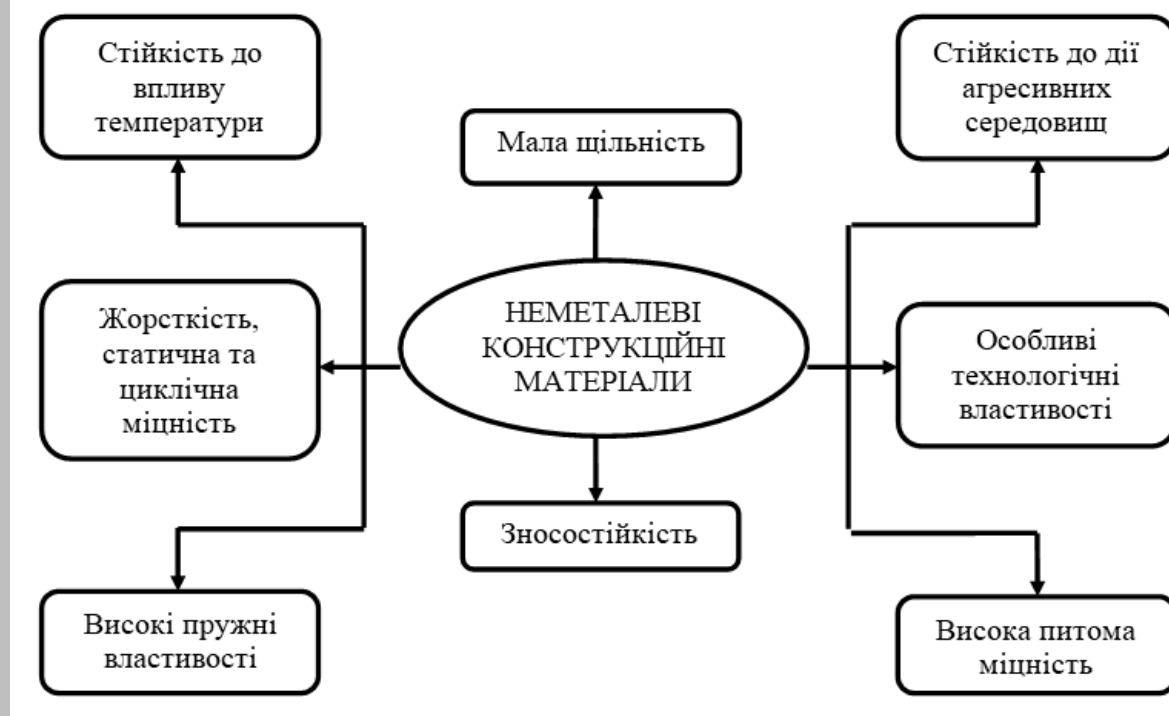 Стійкість до
впливу
температури
Мала щільність
Стійкість до дії
агресивних
середовищ
Жорсткість,
статична та
циклічна
міцність
НЕМЕТАЛЕВІ
КОНСТРУКЦІЙНІ
МАТЕРІАЛИ
Особливі
технологічні
властивості
Зносостійкість
Високі пружні
властивості
Висока питома
міцність